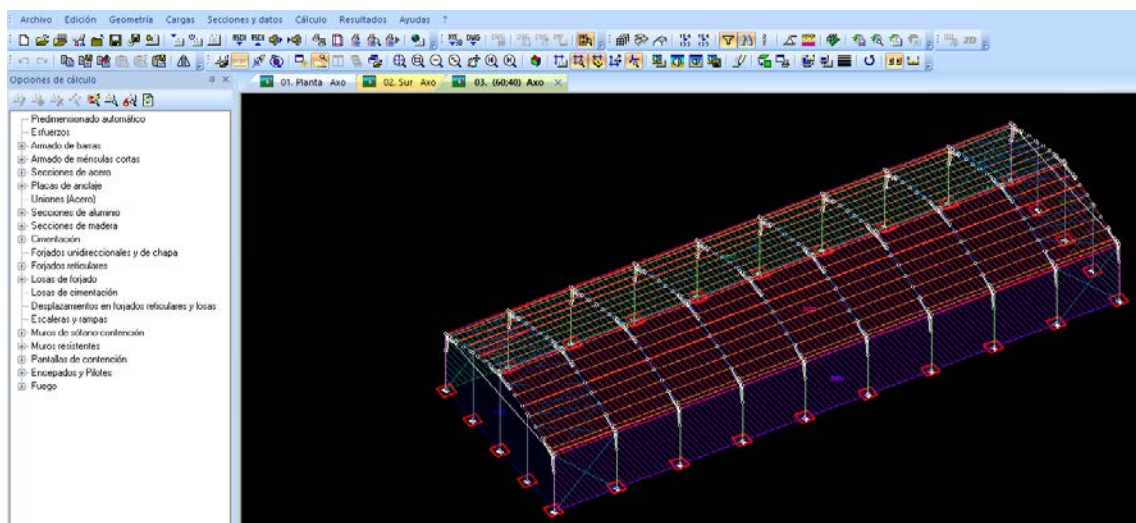 Archivo Edición Geometría Cargas Secciones y datos Cálculo Resultados Ayudas ?
Opciones de cálculo
01. Planta Axo
02. Sur Axo
03. (60;40) Axo
Predimensionado automático
Esfuerzos
Armado de barras
Armado de ménsulas cortas
Secciones de acero
Placas de anclaje
Uniones (Acero)
Secciones de aluminio
Secciones de madera
Cimentación
Forjados unidireccionales y de chapa
Forjados reticulares
Losas de forjado
Losas de cimentación
Desplazamientos en forjados reticulares y losas
Escaleras y rampas
Muros de sótano-contención
Muros resistentes
Pantallas de contención
Encepados y Pilotes
Fuego